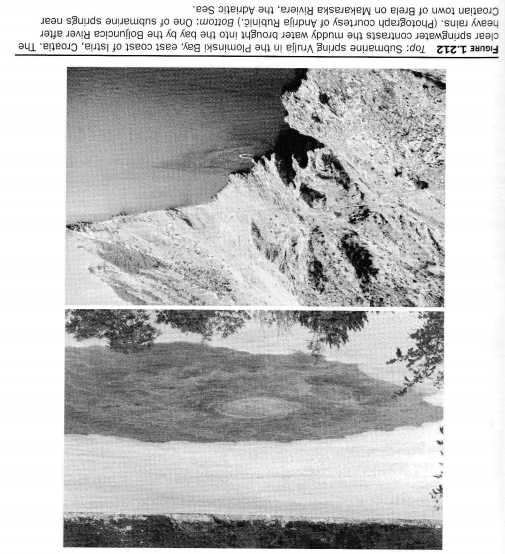 FIGURE 1.212 Top: Submarine spring Vrulja in the Plominski Bay, east coast of Istria, Croatia. The
clear springwater contrasts the muddy water brought into the bay by the Boljuncica River after
heavy rains. (Photograph courtesy of Andrija Rubinić.) Bottom: One of submarine springs near
Croatian town of Brela on Makarska Riviera, the Adriatic Sea.